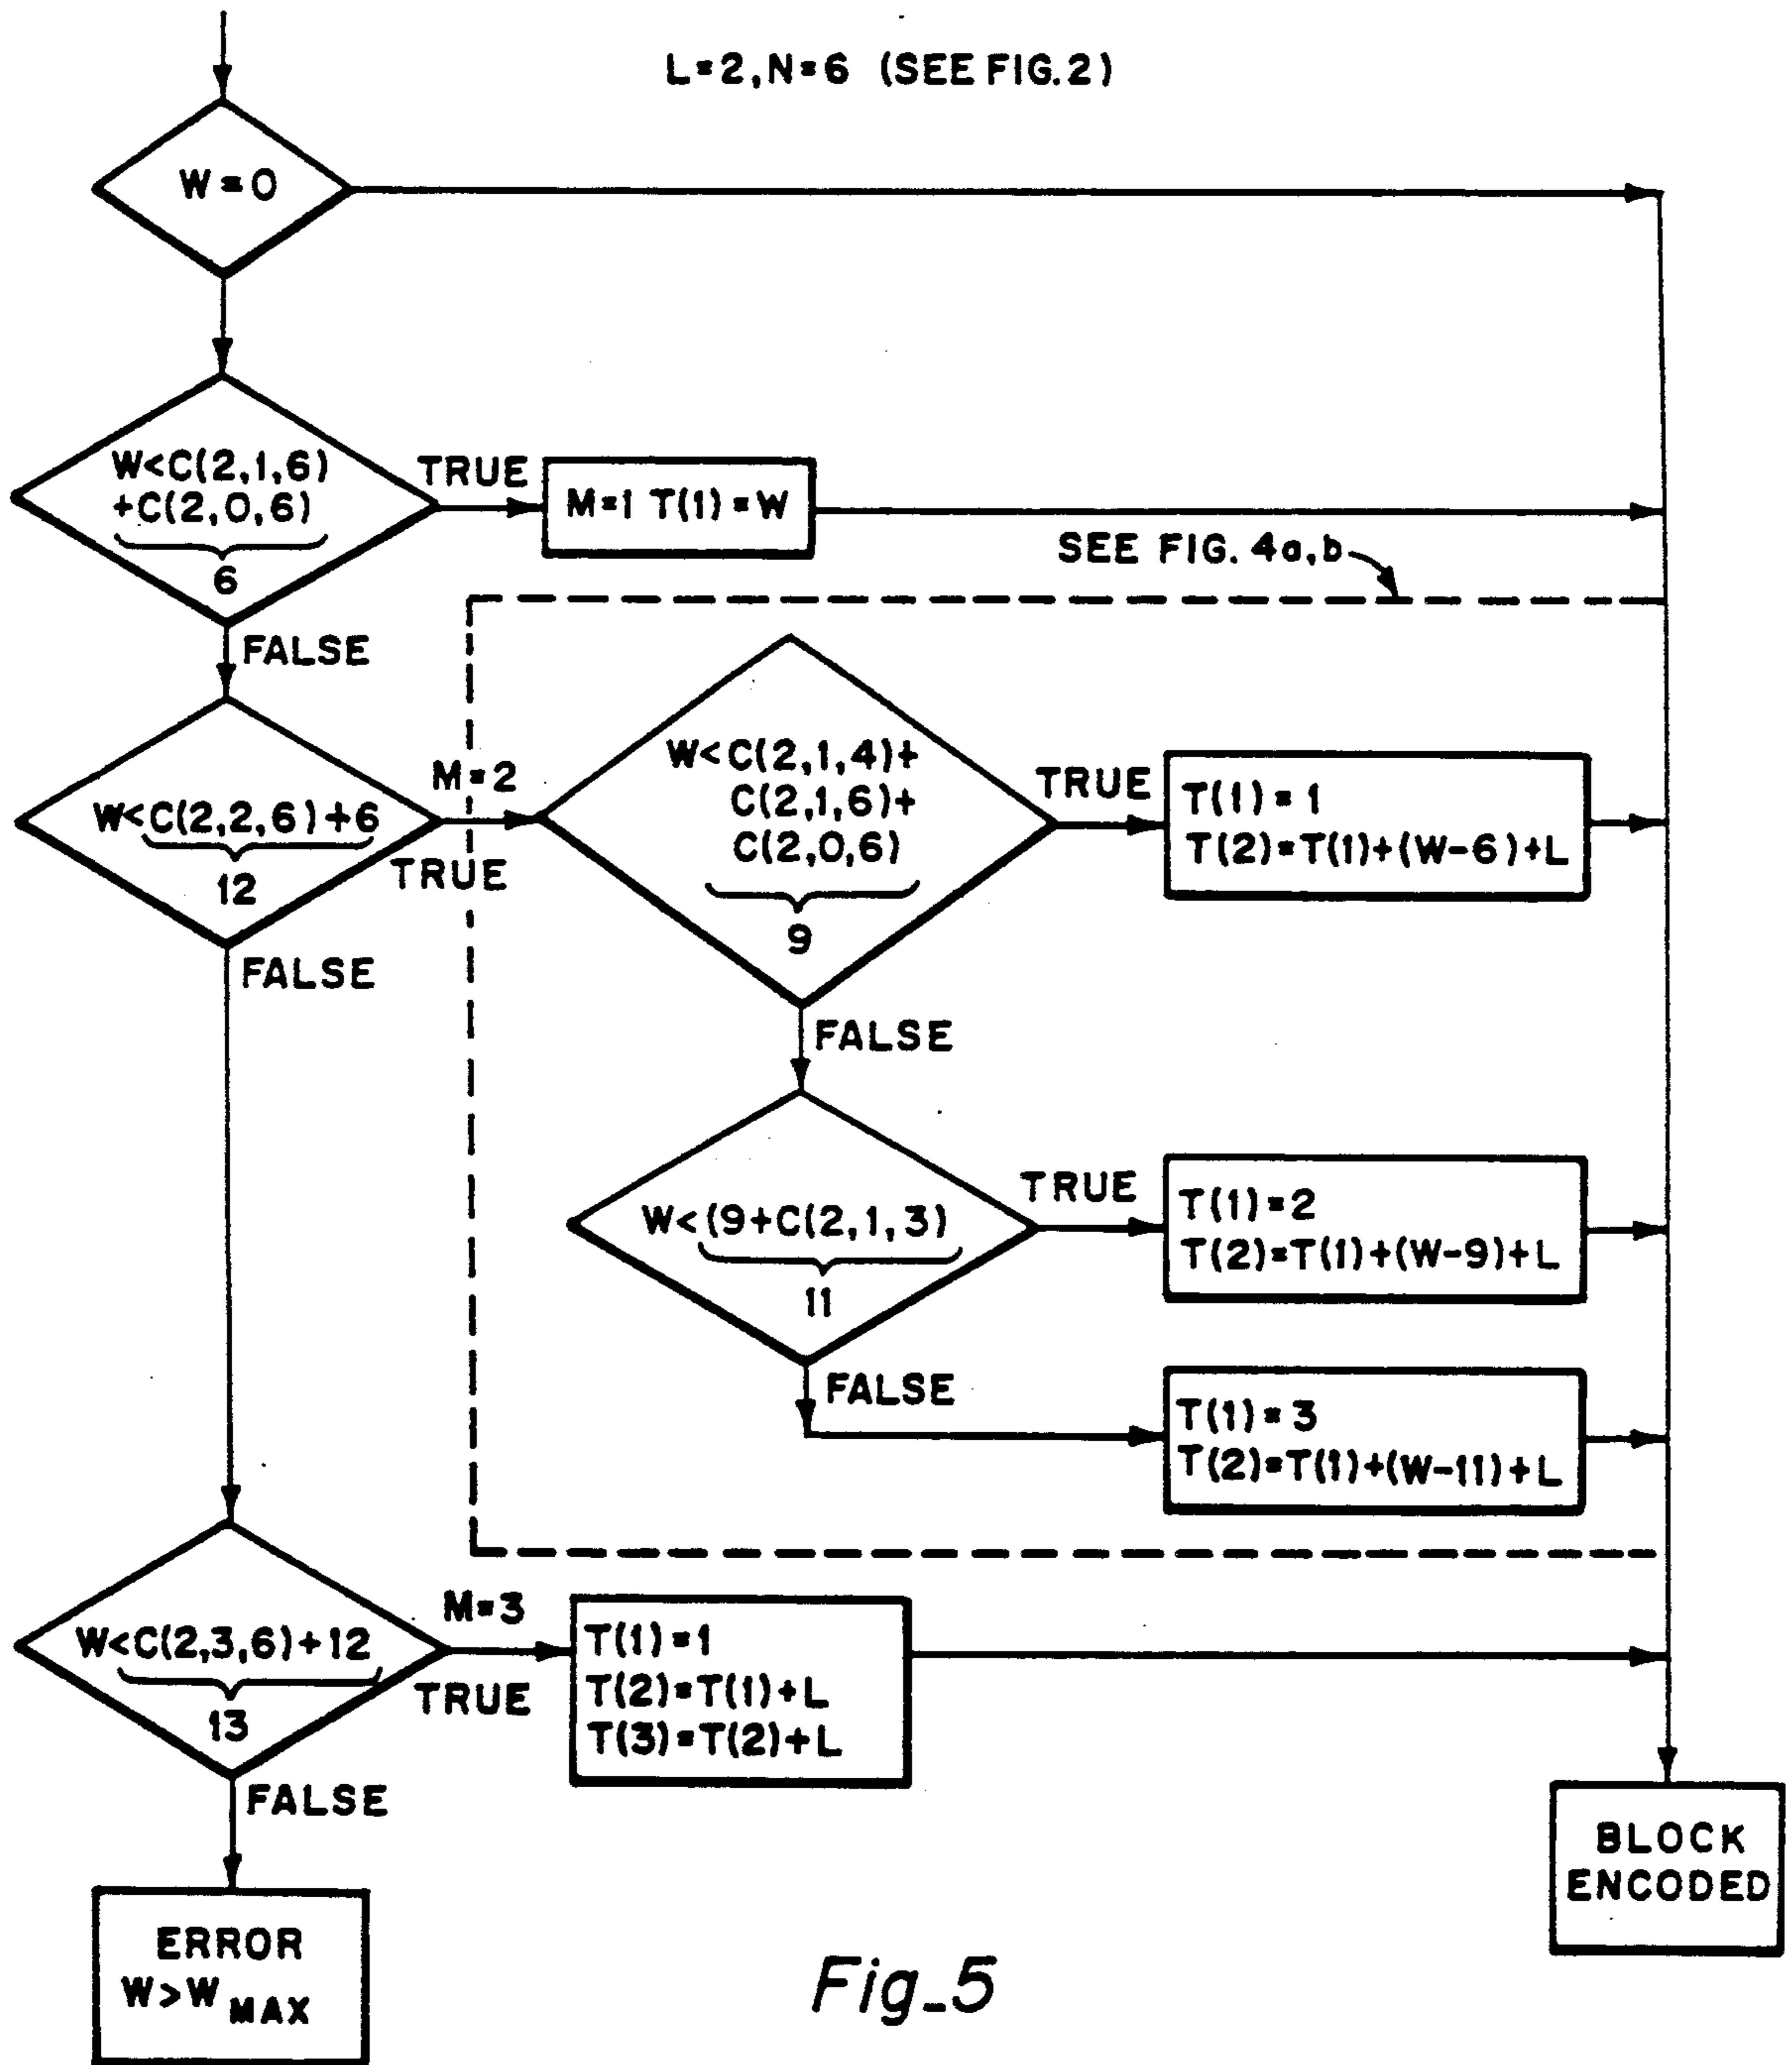 L=2, N=6 (SEE FIG. 2)
W=0
W<C(2,1,6)
+C(2,0,6)
6
TRUE
M=1 T(1)=W
SEE FIG. 4a,b
FALSE
W<C(2,2,6)+6
12
M=2
TRUE
W<C(2,1,4)+
C(2,1,6)+
C(2,0,6)
9
TRUE
T(1)=1
T(2)=T(1)+(W-6)+L
FALSE
FALSE
W<(9+C(2,1,3)
11
TRUE
T(1)=2
T(2)=T(1)+(W-9)+L
FALSE
T(1)=3
T(2)=T(1)+(W-11)+L
W<C(2,3,6)+12
13
M=3
TRUE
T(1)=1
T(2)=T(1)+L
T(3)=T(2)+L
FALSE
ERROR
W>W MAX
BLOCK
ENCODED
Fig_5